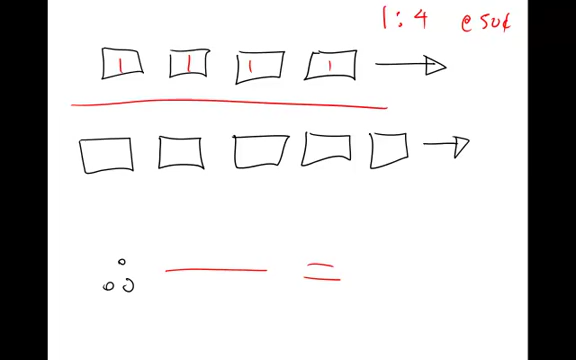 1:4 @ 50¢
1 1 1 1
∴ =